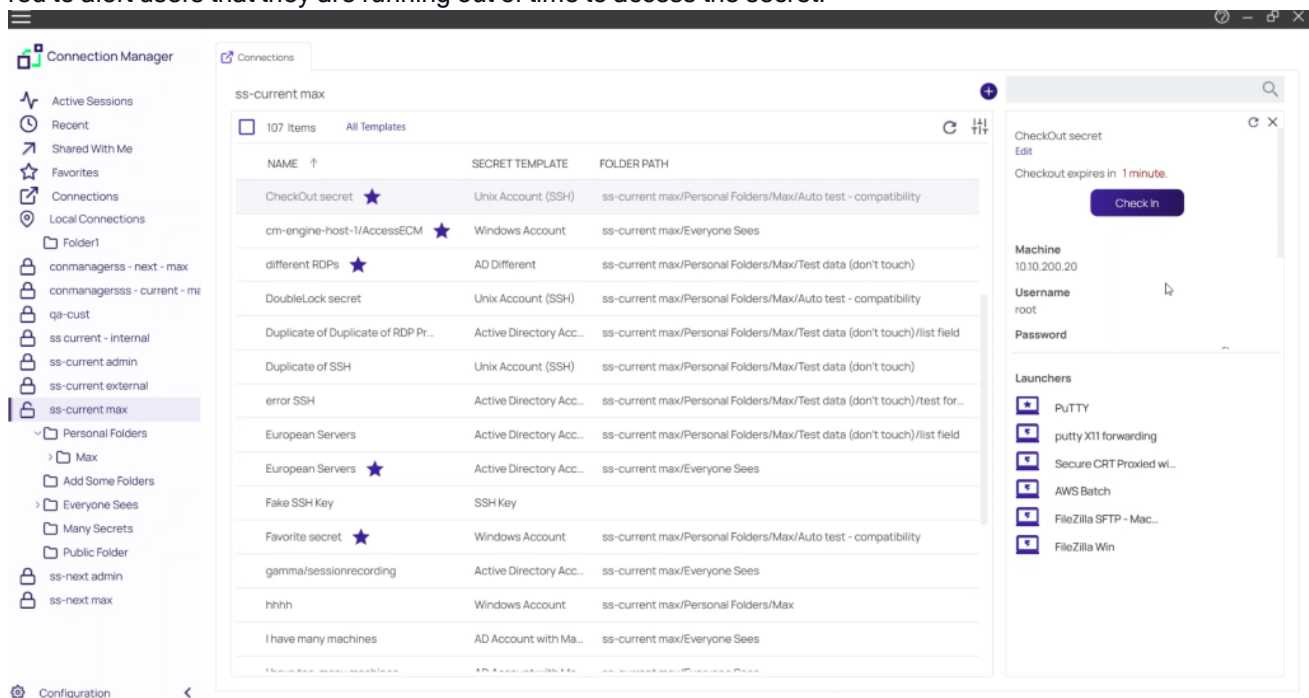 red to alert users that they are running out of time to access the secret.
Connection Manager
Active Sessions
Recent
Shared With Me
Favorites
Connections
Local Connections
Folder1
conmanagerss - next - max
conmanagersss - current - ma
qa-cust
ss current - internal
ss-current admin
ss-current external
ss-current max
Personal Folders
Max
Add Some Folders
Everyone Sees
Many Secrets
Public Folder
ss-next admin
ss-next max
Configuration
Connections
ss-current max
107 Items All Templates
NAME SECRET TEMPLATE FOLDER PATH
CheckOut secret Unix Account (SSH) ss-current max/Personal Folders/Max/Auto test - compatibility
cm-engine-host-1/AccessECM Windows Account ss-current max/Everyone Sees
different RDPs AD Different ss-current max/Personal Folders/Max/Test data (don't touch)
DoubleLock secret Unix Account (SSH) ss-current max/Personal Folders/Max/Auto test - compatibility
Duplicate of Duplicate of RDP Pr... Active Directory Acc... ss-current max/Personal Folders/Max/Test data (don't touch)/list field
Duplicate of SSH Unix Account (SSH) ss-current max/Personal Folders/Max/Test data (don't touch)
error SSH Active Directory Acc... ss-current max/Personal Folders/Max/Test data (don't touch)/test for...
European Servers Active Directory Acc... ss-current max/Personal Folders/Max/Test data (don't touch)/list field
European Servers Active Directory Acc... ss-current max/Everyone Sees
Fake SSH Key SSH Key
Favorite secret Windows Account ss-current max/Personal Folders/Max/Auto test - compatibility
gamma/sessionrecording Active Directory Acc... ss-current max/Everyone Sees
hhhh Windows Account ss-current max/Personal Folders/Max
I have many machines AD Account with Ma... ss-current max/Everyone Sees
CheckOut secret
Edit
Checkout expires in 1 minute.
Check In
Machine
10.10.200.20
Username
root
Password
Launchers
PuTTY
putty X11 forwarding
Secure CRT Proxied wi...
AWS Batch
FileZilla SFTP - Mac...
FileZilla Win